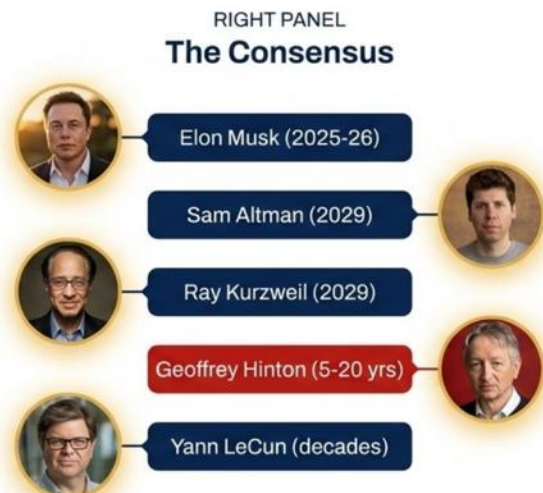 RIGHT PANEL
The Consensus
Elon Musk (2025-26)
Sam Altman (2029)
Ray Kurzweil (2029)
Geoffrey Hinton (5-20 yrs)
Yann LeCun (decades)